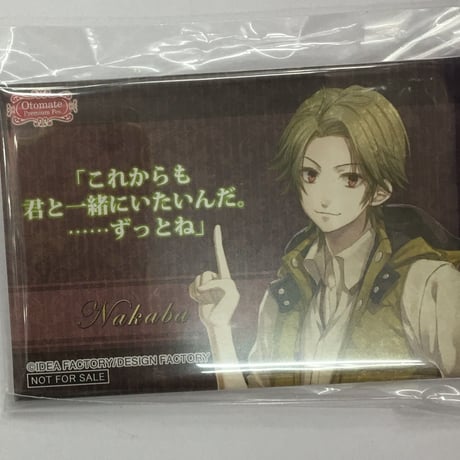 Otomate
Premium Fes.
「これからも
君と一緒にいたいんだ。
……ずっとね」
Nakaba
©IDEA FACTORY/DESIGN FACTORY
NOT FOR SALE